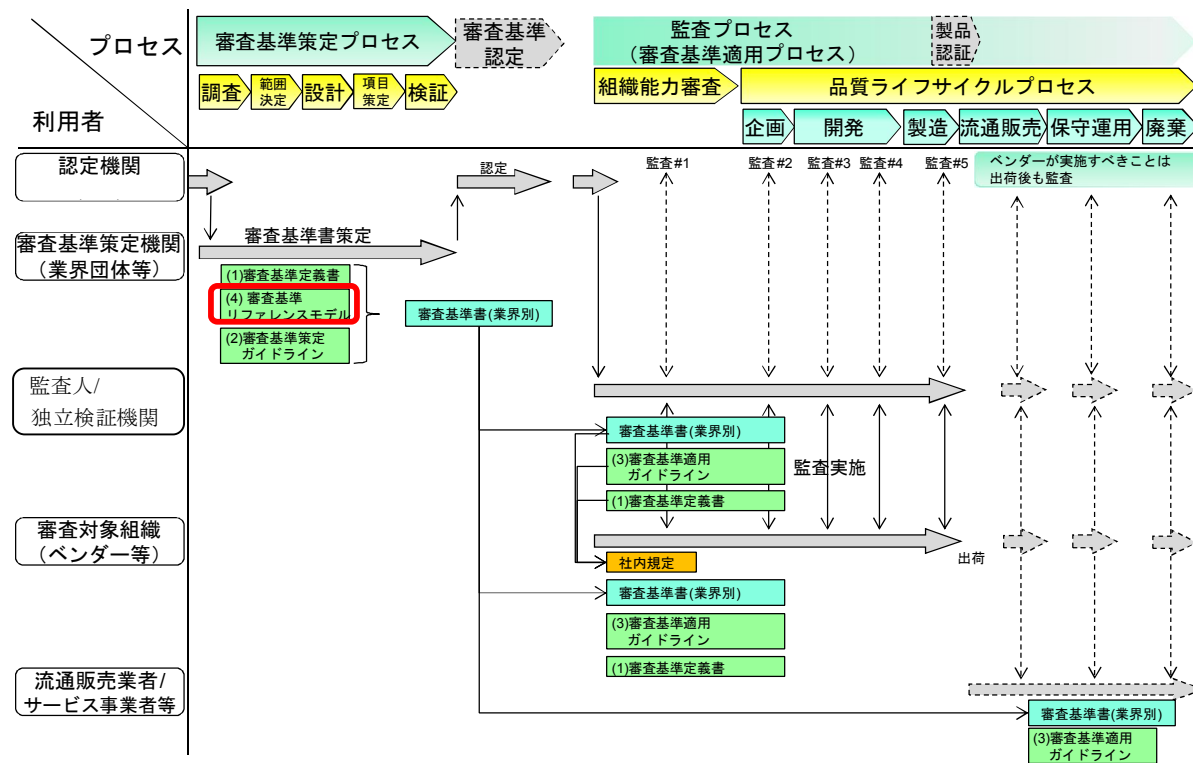 プロセス
利用者
審査基準策定プロセス
審査基準
認定
監査プロセス
(審査基準適用プロセス)
製品
認証
調査
範囲
決定
設計
項目
策定
検証
組織能力審査
品質ライフサイクルプロセス
企画
開発
製造
流通販売
保守運用
廃棄
認定機関
認定
監査#1
監査#2
監査#3
監査#4
監査#5
ベンダーが実施すべきことは
出荷後も監査
審査基準策定機関
(業界団体等)
審査基準書策定
(1)審査基準定義書
(4) 審査基準
リファレンスモデル
(2)審査基準策定
ガイドライン
審査基準書(業界別)
監査人/
独立検証機関
審査基準書(業界別)
(3)審査基準適用
ガイドライン
監査実施
(1)審査基準定義書
審査対象組織
(ベンダー等)
出荷
社内規定
審査基準書(業界別)
(3)審査基準適用
ガイドライン
(1)審査基準定義書
流通販売業者/
サービス事業者等
審査基準書(業界別)
(3)審査基準適用
ガイドライン